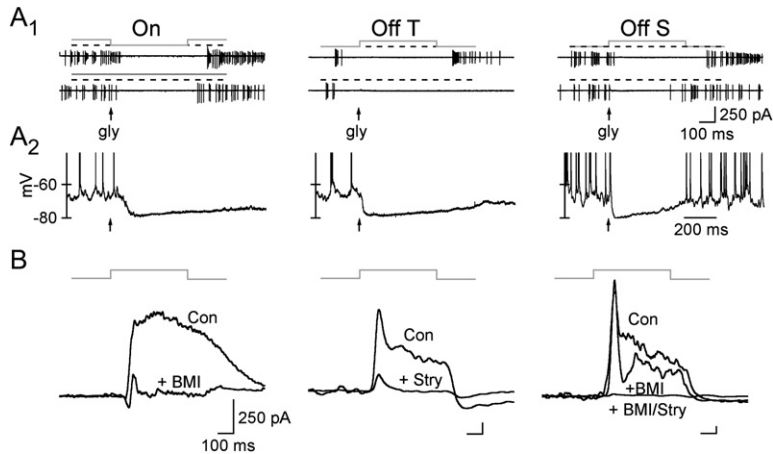 A1
On
Off T
Off S
gly
gly
gly
250 pA
100 ms
A2
mV
-60
-80
200 ms
B
Con
+ BMI
250 pA
100 ms
Con
+ Stry
Con
+BMI
+ BMI/Stry